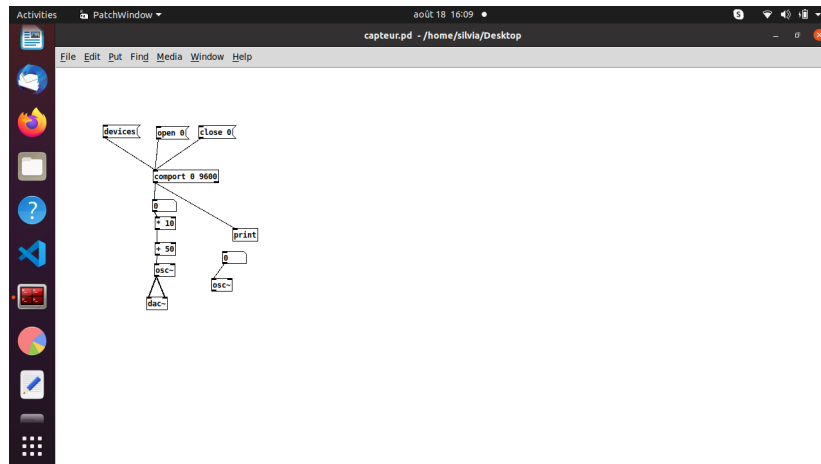 Activities PatchWindow août 18 16:09
capteur.pd - /home/silvia/Desktop
File Edit Put Find Media Window Help
devices open 0 close 0
comport 0 9600
0
* 10
print
+ 50
0
osc~
osc~
dac~